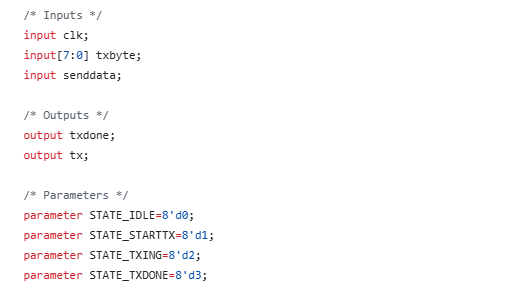 /* Inputs */
input clk;
input[7:0] txbyte;
input senddata;
/* Outputs */
output txdone;
output tx;
/* Parameters */
parameter STATE_IDLE=8'd0;
parameter STATE_STARTTX=8'd1;
parameter STATE_TXING=8'd2;
parameter STATE_TXDONE=8'd3;